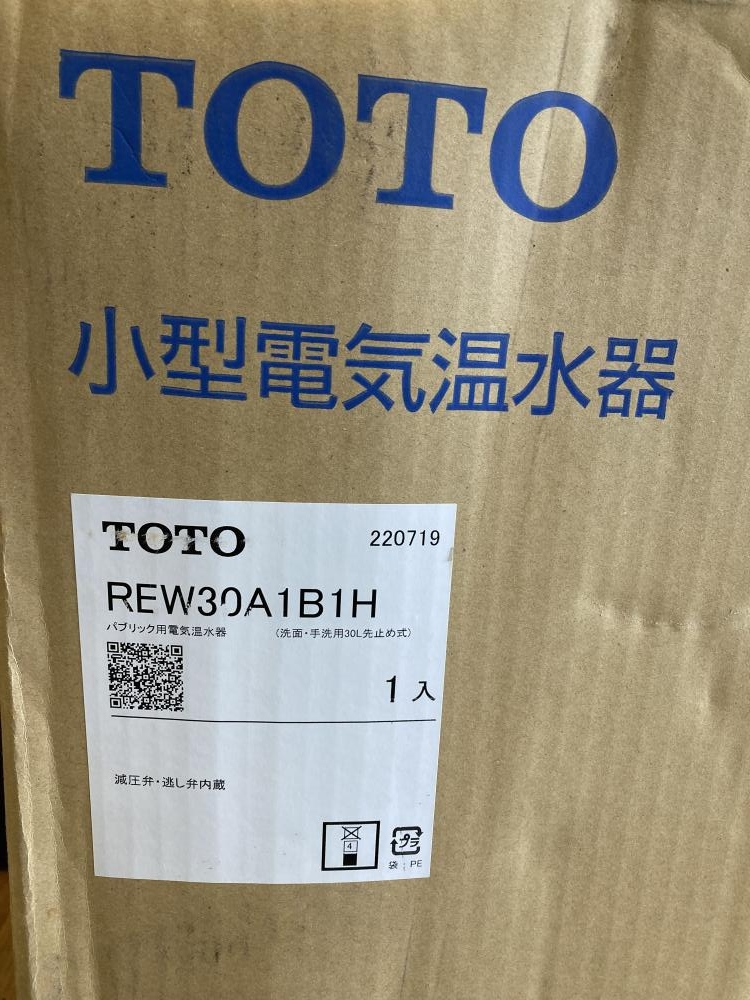 TOTO
小型電気温水器
TOTO 220719
REW30A1B1H
パブリック用電気温水器 （洗面・手洗用30L先止め式）
1 入
減圧弁・逃し弁内蔵
4
プラ
袋：PE